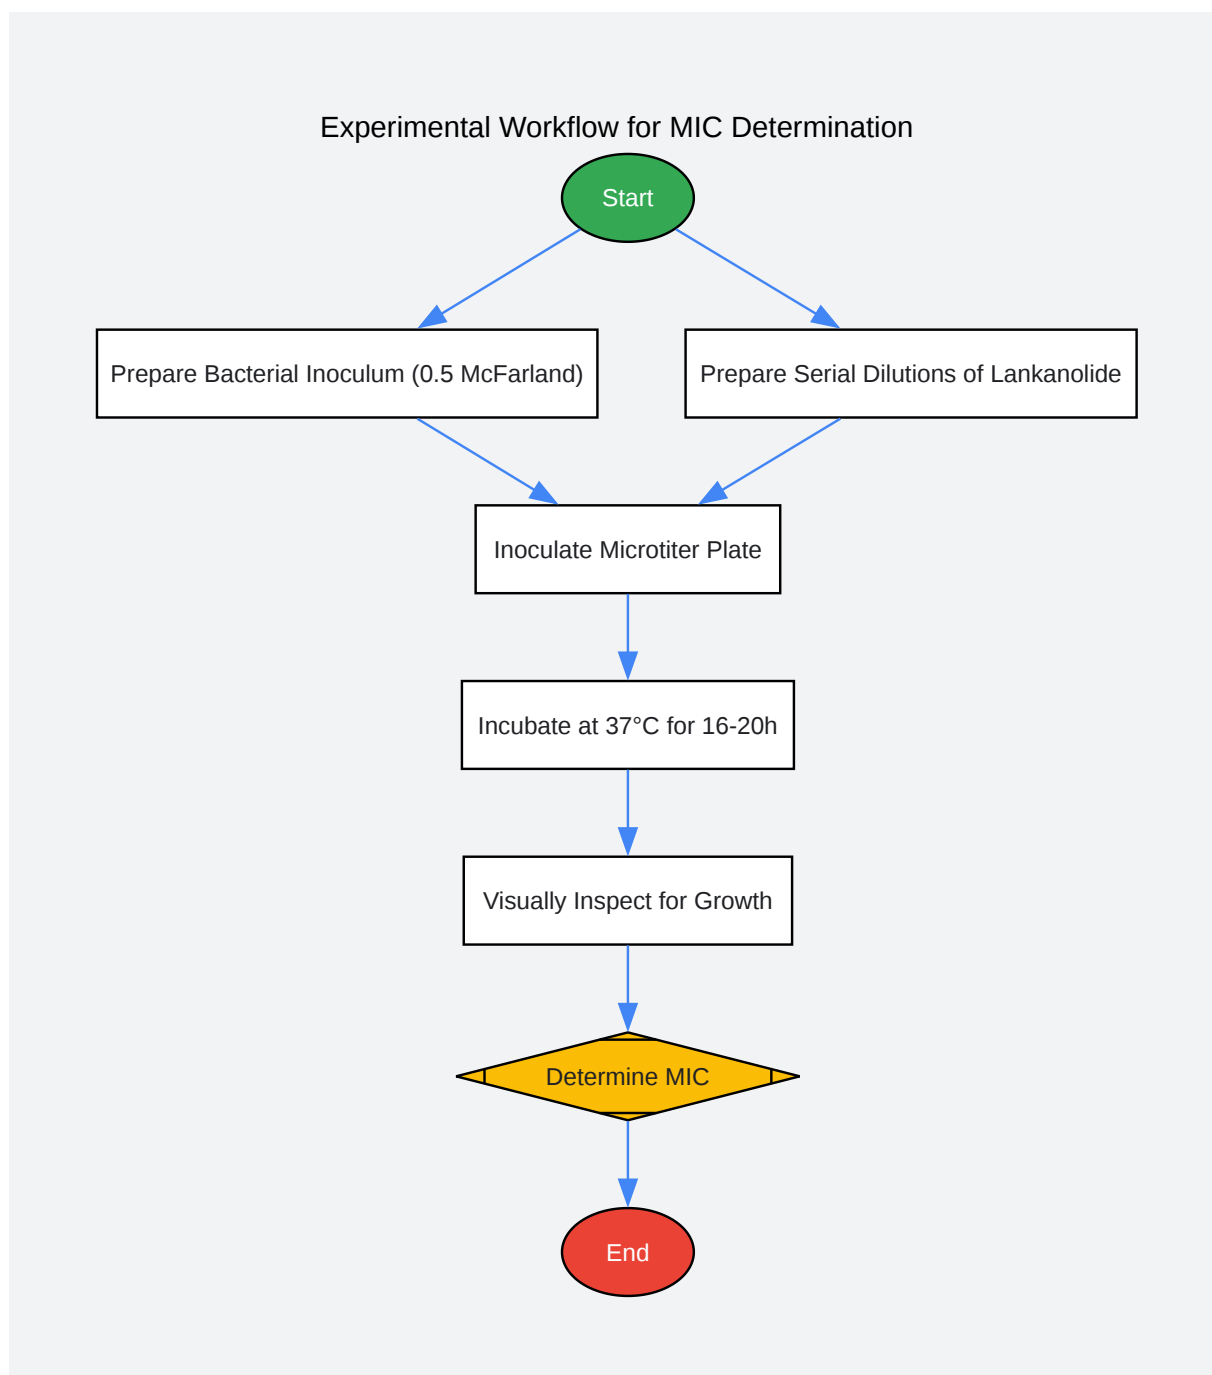 Experimental Workflow for MIC Determination
Start
Prepare Bacterial Inoculum (0.5 McFarland)
Prepare Serial Dilutions of Lankanolide
Inoculate Microtiter Plate
Incubate at 37°C for 16-20h
Visually Inspect for Growth
Determine MIC
End